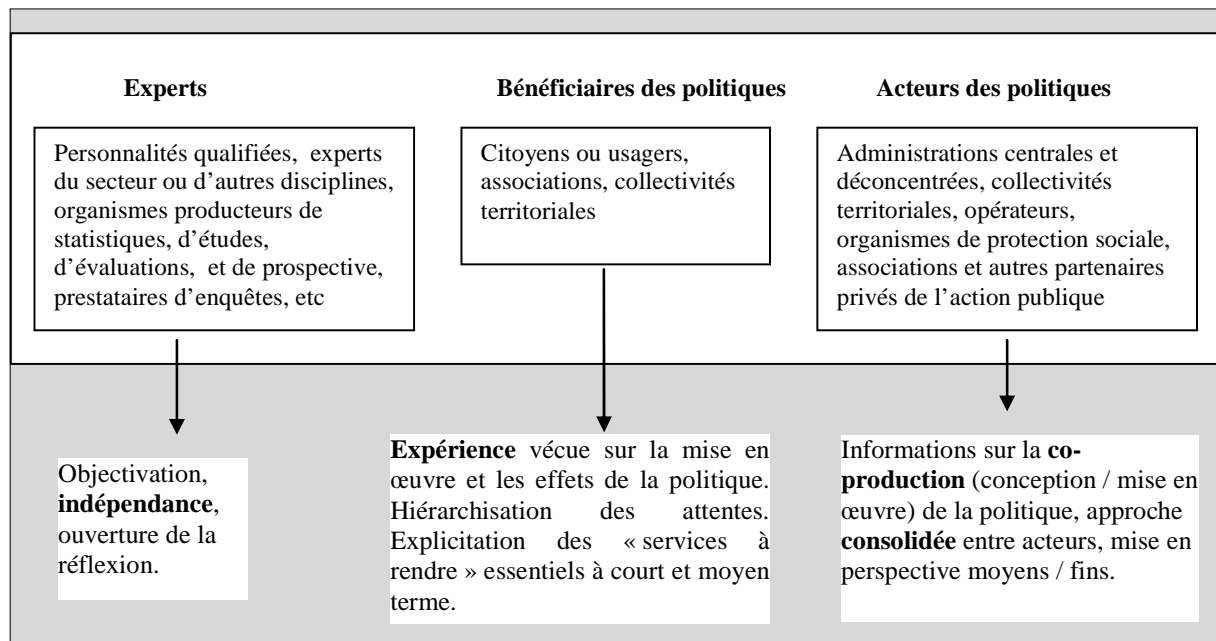 Experts
Personnalités qualifiées, experts
du secteur ou d'autres disciplines,
organismes producteurs de
statistiques, d'études,
d'évaluations, et de prospective,
prestataires d'enquêtes, etc
Objectivation,
indépendance,
ouverture de la
réflexion.
Bénéficiaires des politiques
Citoyens ou usagers,
associations, collectivités
territoriales
Expérience vécue sur la mise en
œuvre et les effets de la politique.
Hiérarchisation des attentes.
Explicitation des « services à
rendre » essentiels à court et moyen
terme.
Acteurs des politiques
Administrations centrales et
déconcentrées, collectivités
territoriales, opérateurs,
organismes de protection sociale,
associations et autres partenaires
privés de l'action publique
Informations sur la co-
production (conception / mise en
œuvre) de la politique, approche
consolidée entre acteurs, mise en
perspective moyens / fins.